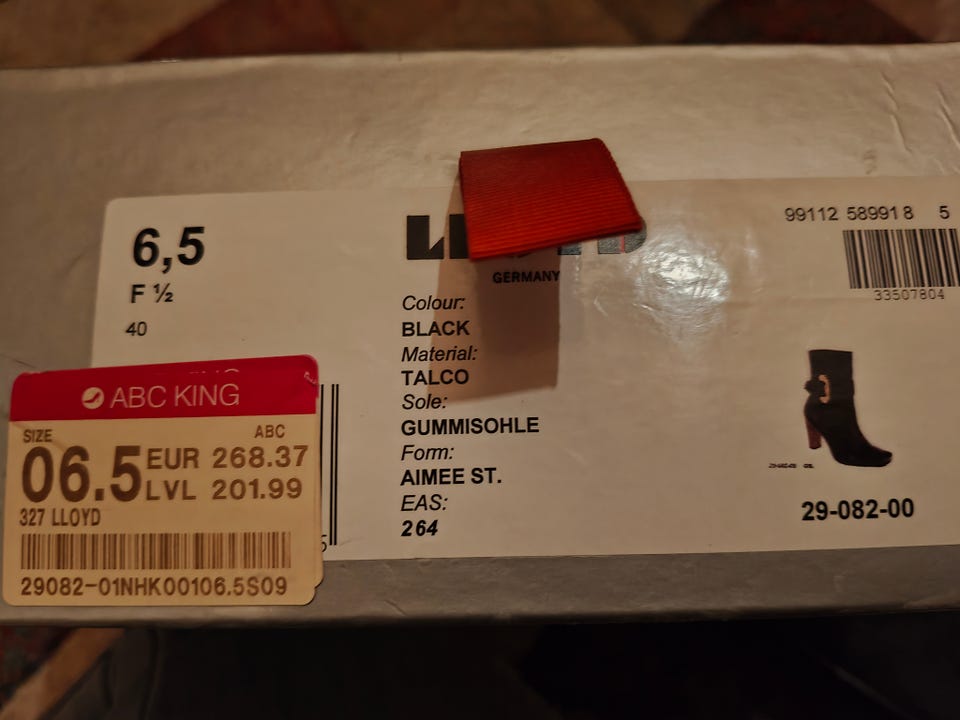 6,5
F ½
40
GERMANY
Colour:
BLACK
Material:
TALCO
Sole:
GUMMISOHLE
Form:
AIMEE ST.
EAS:
264
99112 589918 5
33507804
29-082-00
ABC KING
SIZE
ABC
06.5
EUR 268.37
LVL 201.99
327 LLOYD
29082-01NHK00106.5S09